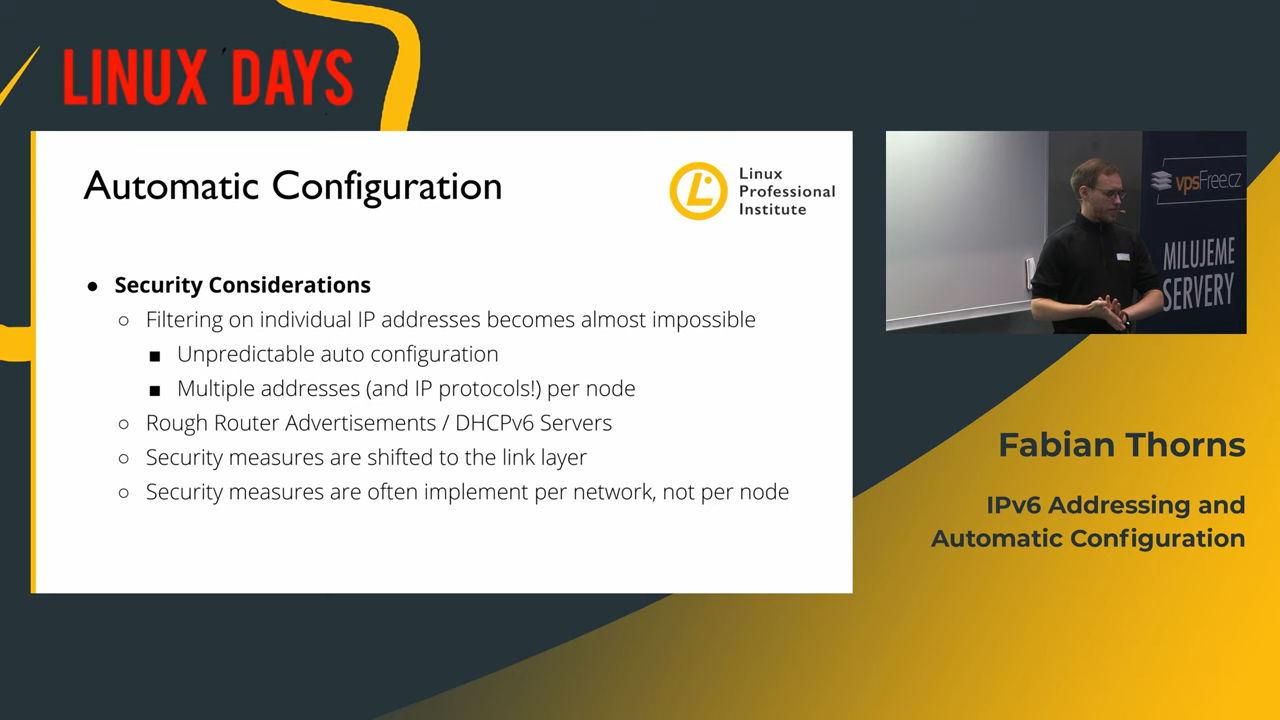 LINUX DAYS
Automatic Configuration
Linux
Professional
Institute
● Security Considerations
○ Filtering on individual IP addresses becomes almost impossible
■ Unpredictable auto configuration
■ Multiple addresses (and IP protocols!) per node
○ Rough Router Advertisements / DHCPv6 Servers
○ Security measures are shifted to the link layer
○ Security measures are often implement per network, not per node
vpsFree.cz
MILUJEME
SERVERY
Fabian Thorns
IPv6 Addressing and
Automatic Configuration